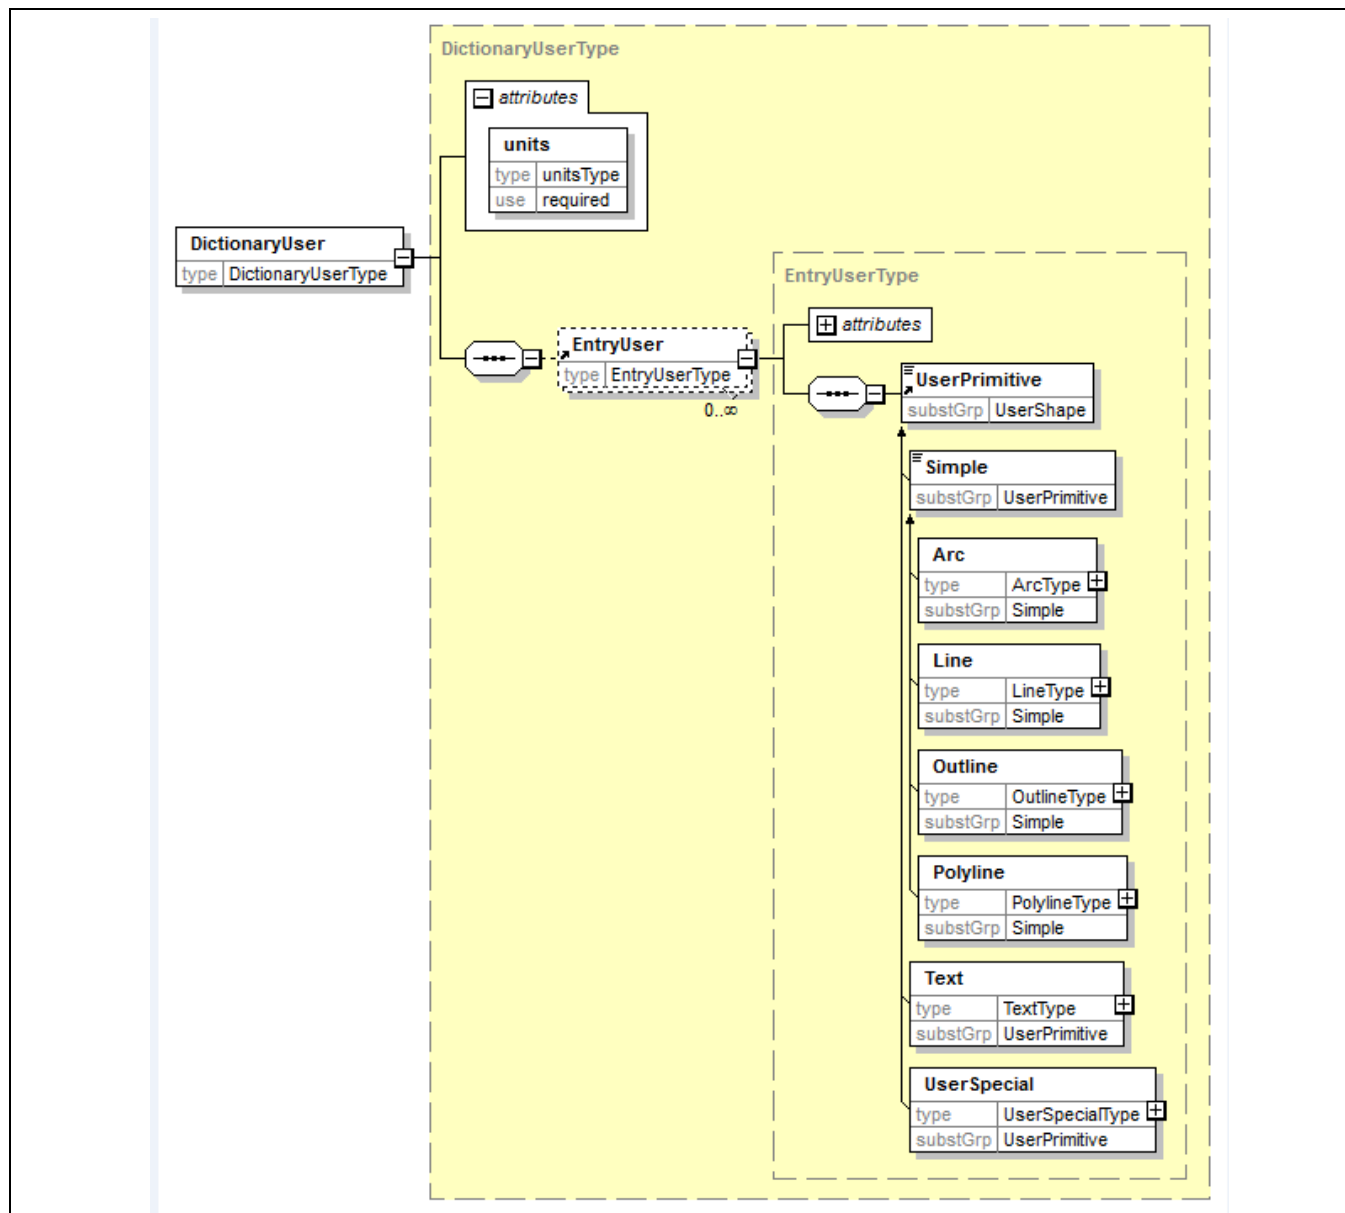 DictionaryUserType
attributes
units
type unitsType
use required
DictionaryUser
type DictionaryUserType
EntryUserType
attributes
EntryUser
type EntryUserType
0..∞
UserPrimitive
substGrp UserShape
Simple
substGrp UserPrimitive
Arc
type ArcType
substGrp Simple
Line
type LineType
substGrp Simple
Outline
type OutlineType
substGrp Simple
Polyline
type PolylineType
substGrp Simple
Text
type TextType
substGrp UserPrimitive
UserSpecial
type UserSpecialType
substGrp UserPrimitive